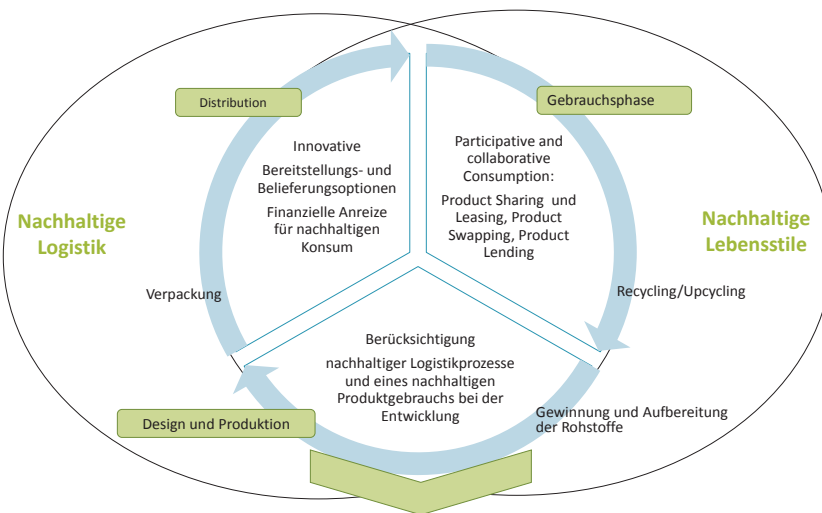 Distribution
Gebrauchsphase
Innovative
Bereitstellungs- und
Belieferungsoptionen
Finanzielle Anreize
für nachhaltigen
Konsum
Participative and
collaborative
Consumption:
Product Sharing und
Leasing, Product
Swapping, Product
Lending
Nachhaltige
Logistik
Nachhaltige
Lebensstile
Verpackung
Recycling/Upcycling
Berücksichtigung
nachhaltiger Logistikprozesse
und eines nachhaltigen
Produktgebrauchs bei der
Entwicklung
Design und Produktion
Gewinnung und Aufbereitung
der Rohstoffe